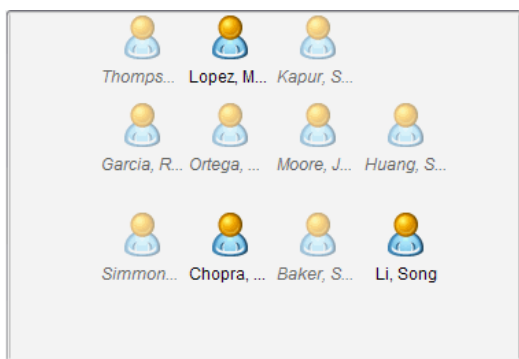 Thomps... Lopez, M... Kapur, S...
Garcia, R... Ortega, ... Moore, J... Huang, S...
Simmon... Chopra, ... Baker, S... Li, Song